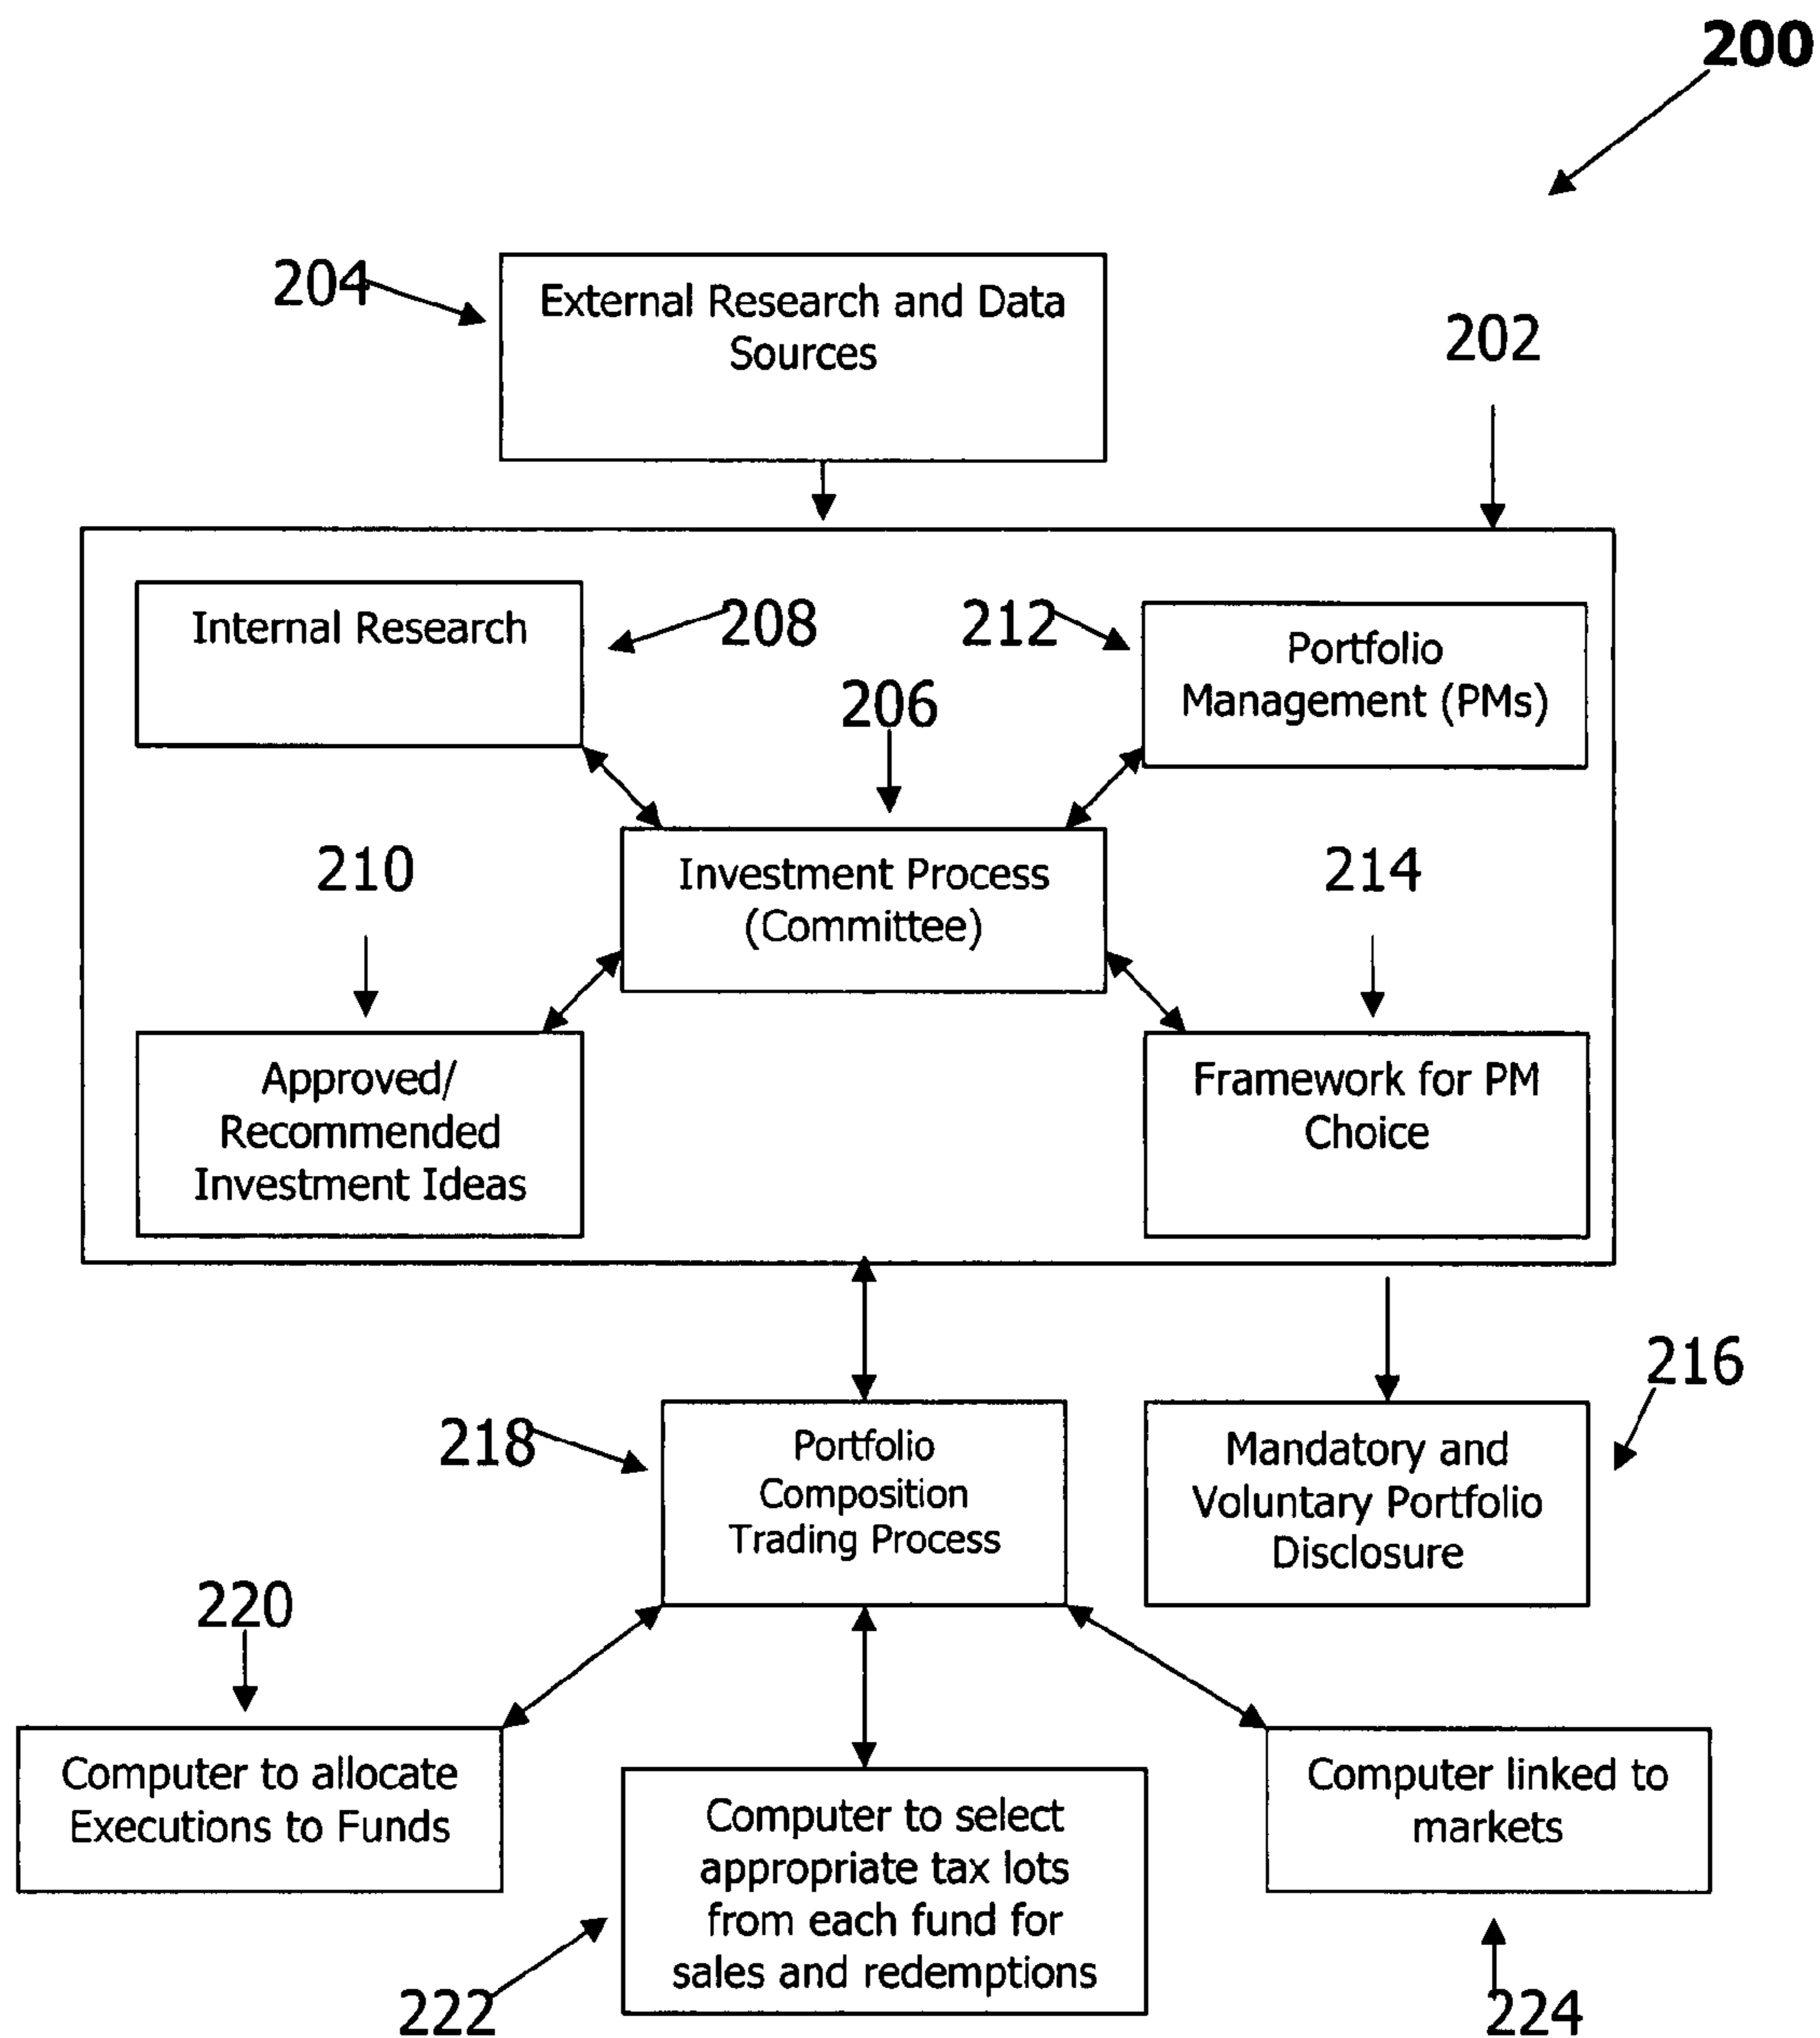 200
204
External Research and Data
Sources
202
Internal Research
208
212
Portfolio
Management (PMs)
206
210
Investment Process
(Committee)
214
Approved/
Recommended
Investment Ideas
Framework for PM
Choice
216
218
Portfolio
Composition
Trading Process
Mandatory and
Voluntary Portfolio
Disclosure
220
Computer to allocate
Executions to Funds
Computer to select
appropriate tax lots
from each fund for
sales and redemptions
Computer linked to
markets
222
224